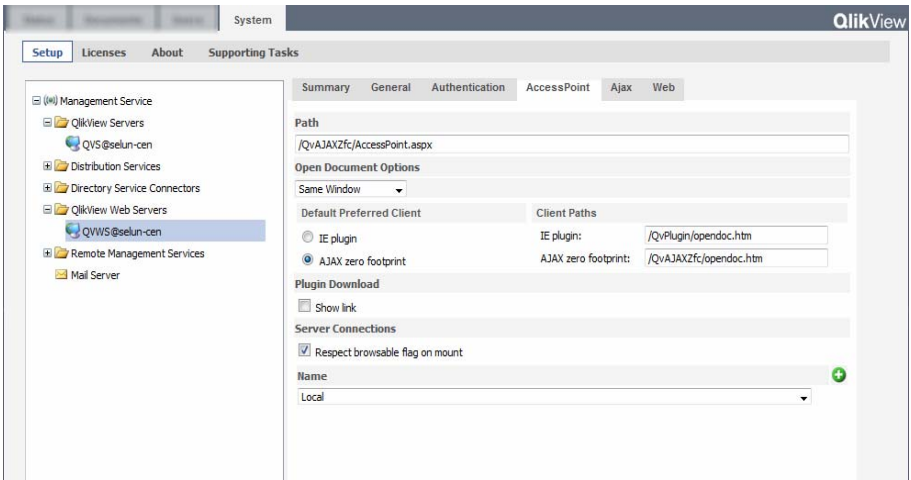 System
QlikView
Setup Licenses About Supporting Tasks
Management Service
QlikView Servers
QVS@selun-cen
Distribution Services
Directory Service Connectors
QlikView Web Servers
QVWS@selun-cen
Remote Management Services
Mail Server
Summary General Authentication AccessPoint Ajax Web
Path
/QvAJAXZfc/AccessPoint.aspx
Open Document Options
Same Window
Default Preferred Client Client Paths
IE plugin IE plugin: /QvPlugin/opendoc.htm
AJAX zero footprint AJAX zero footprint: /QvAJAXZfc/opendoc.htm
Plugin Download
Show link
Server Connections
Respect browsable flag on mount
Name
Local